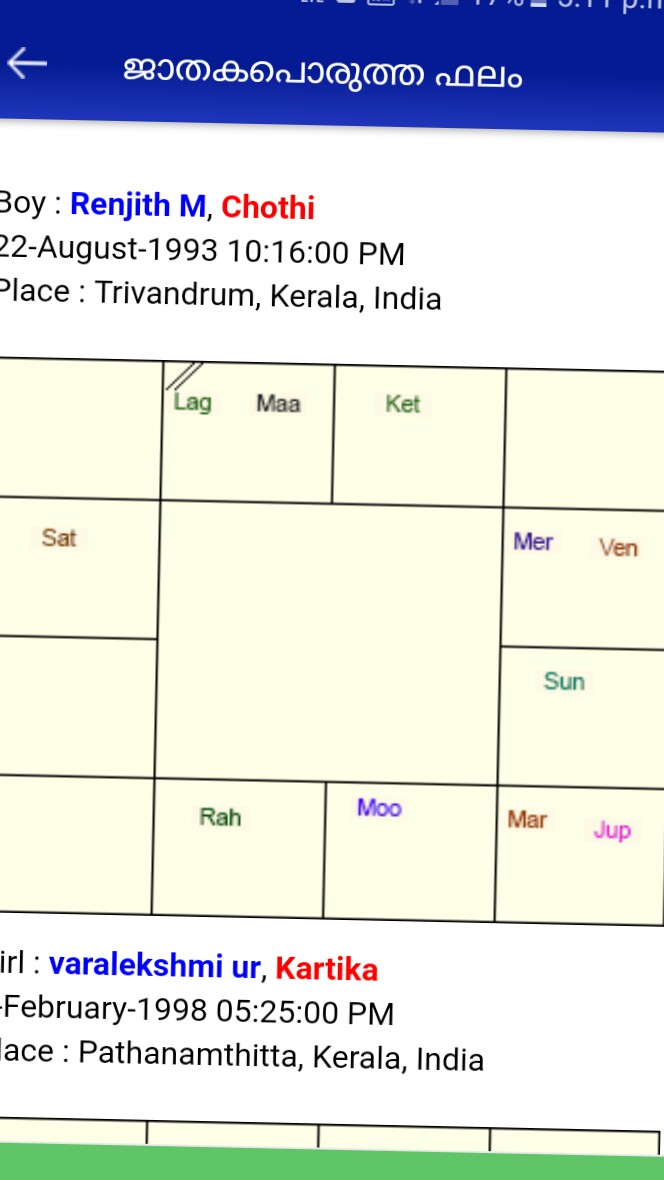 ജാതകപൊരുത്ത ഫലം
Boy : Renjith M, Chothi
22-August-1993 10:16:00 PM
Place : Trivandrum, Kerala, India
Lag Maa Ket
Sat Mer Ven
Sun
Rah Moo Mar Jup
irl : varalekshmi ur, Kartika
-February-1998 05:25:00 PM
lace : Pathanamthitta, Kerala, India